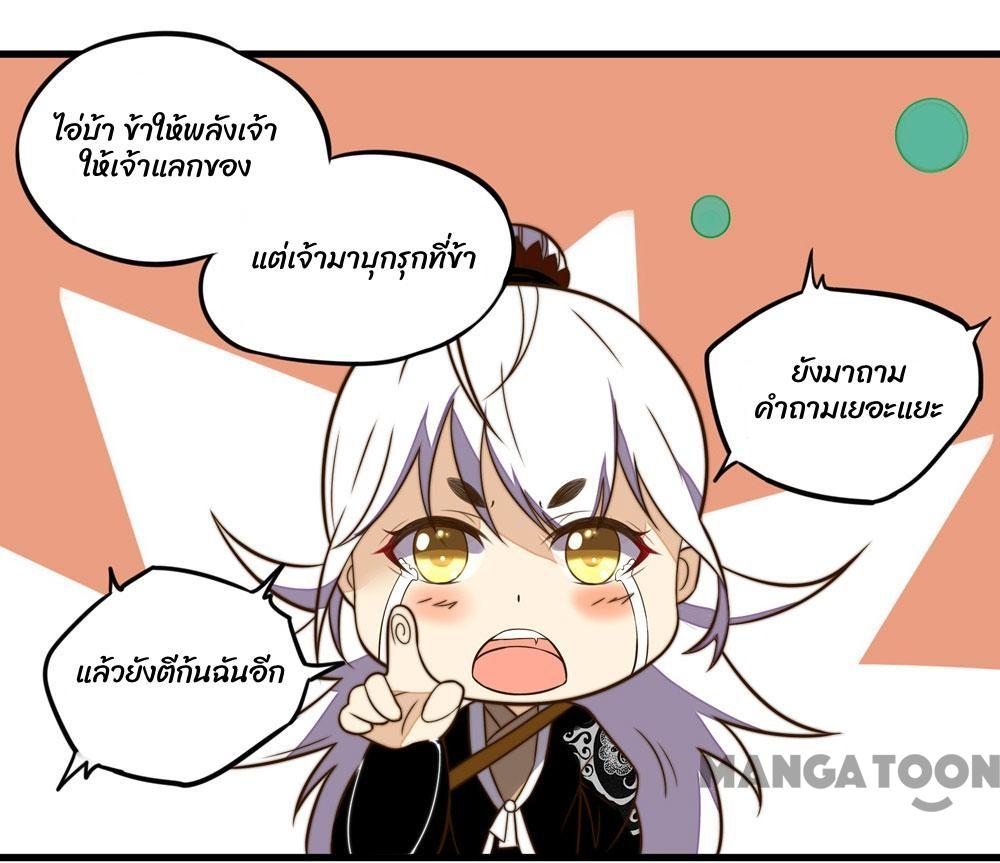 ไอ่บ้า ข้าให้พลังเจ้า
ให้เจ้าแลกของ
แต่เจ้ามาบุกรุกที่ข้า
ยังมาถาม
คำถามเยอะแยะ
แล้วยังตีก้นฉันอีก
MANGATOON